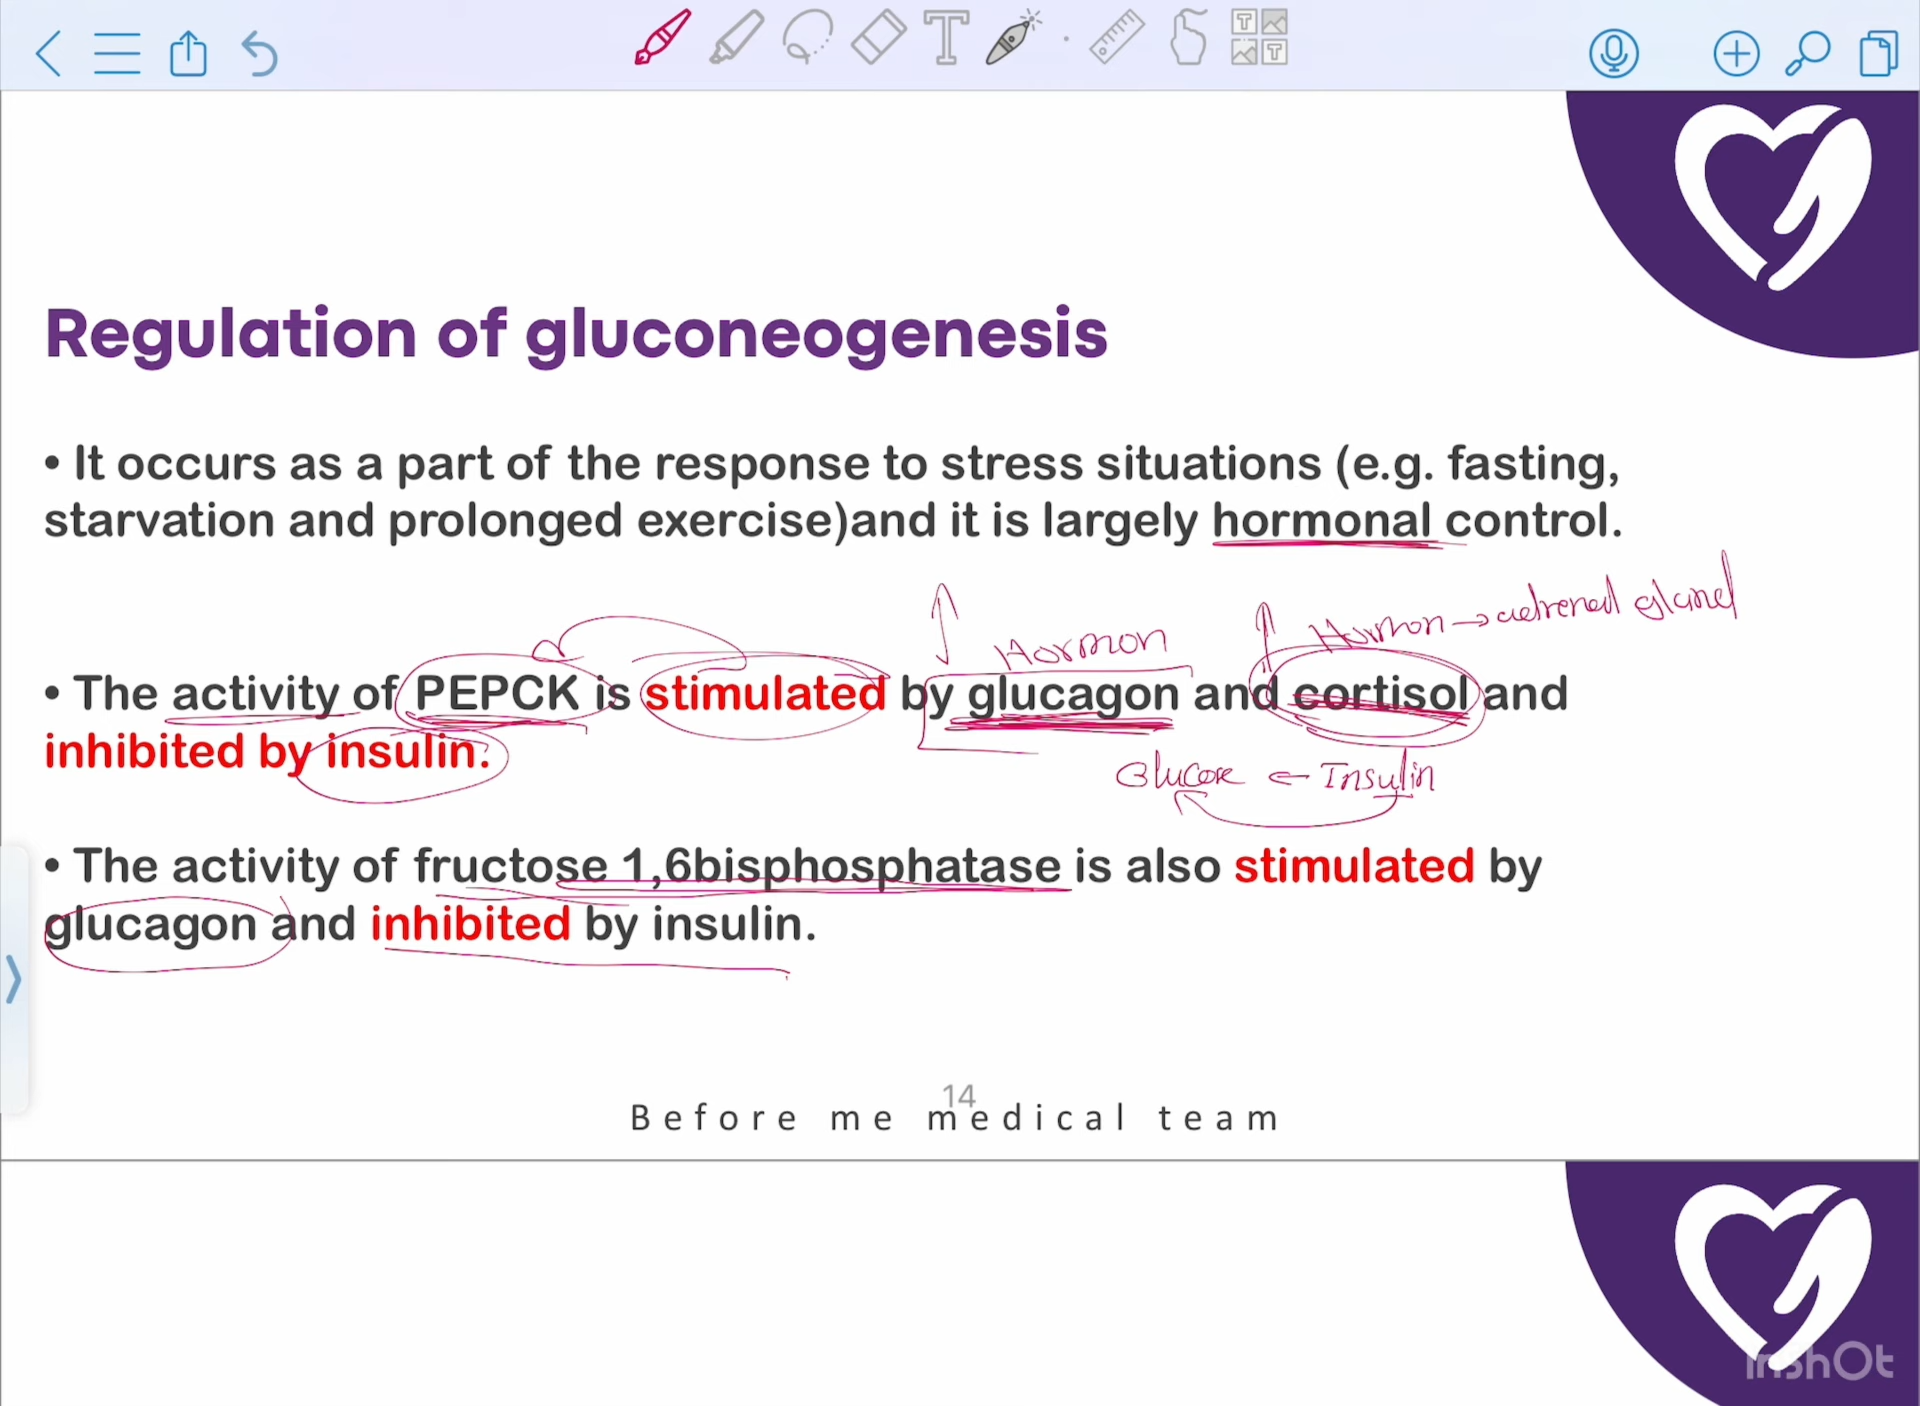 Regulation of gluconeogenesis
• It occurs as a part of the response to stress situations (e.g. fasting,
starvation and prolonged exercise)and it is largely hormonal control.
Hormon → adrenal gland
Hormon
• The activity of PEPCK is stimulated by glucagon and cortisol and
inhibited by insulin.
Glucose ← Insulin
• The activity of fructose 1,6bisphosphatase is also stimulated by
glucagon and inhibited by insulin.
14
Before me medical team
InshOt